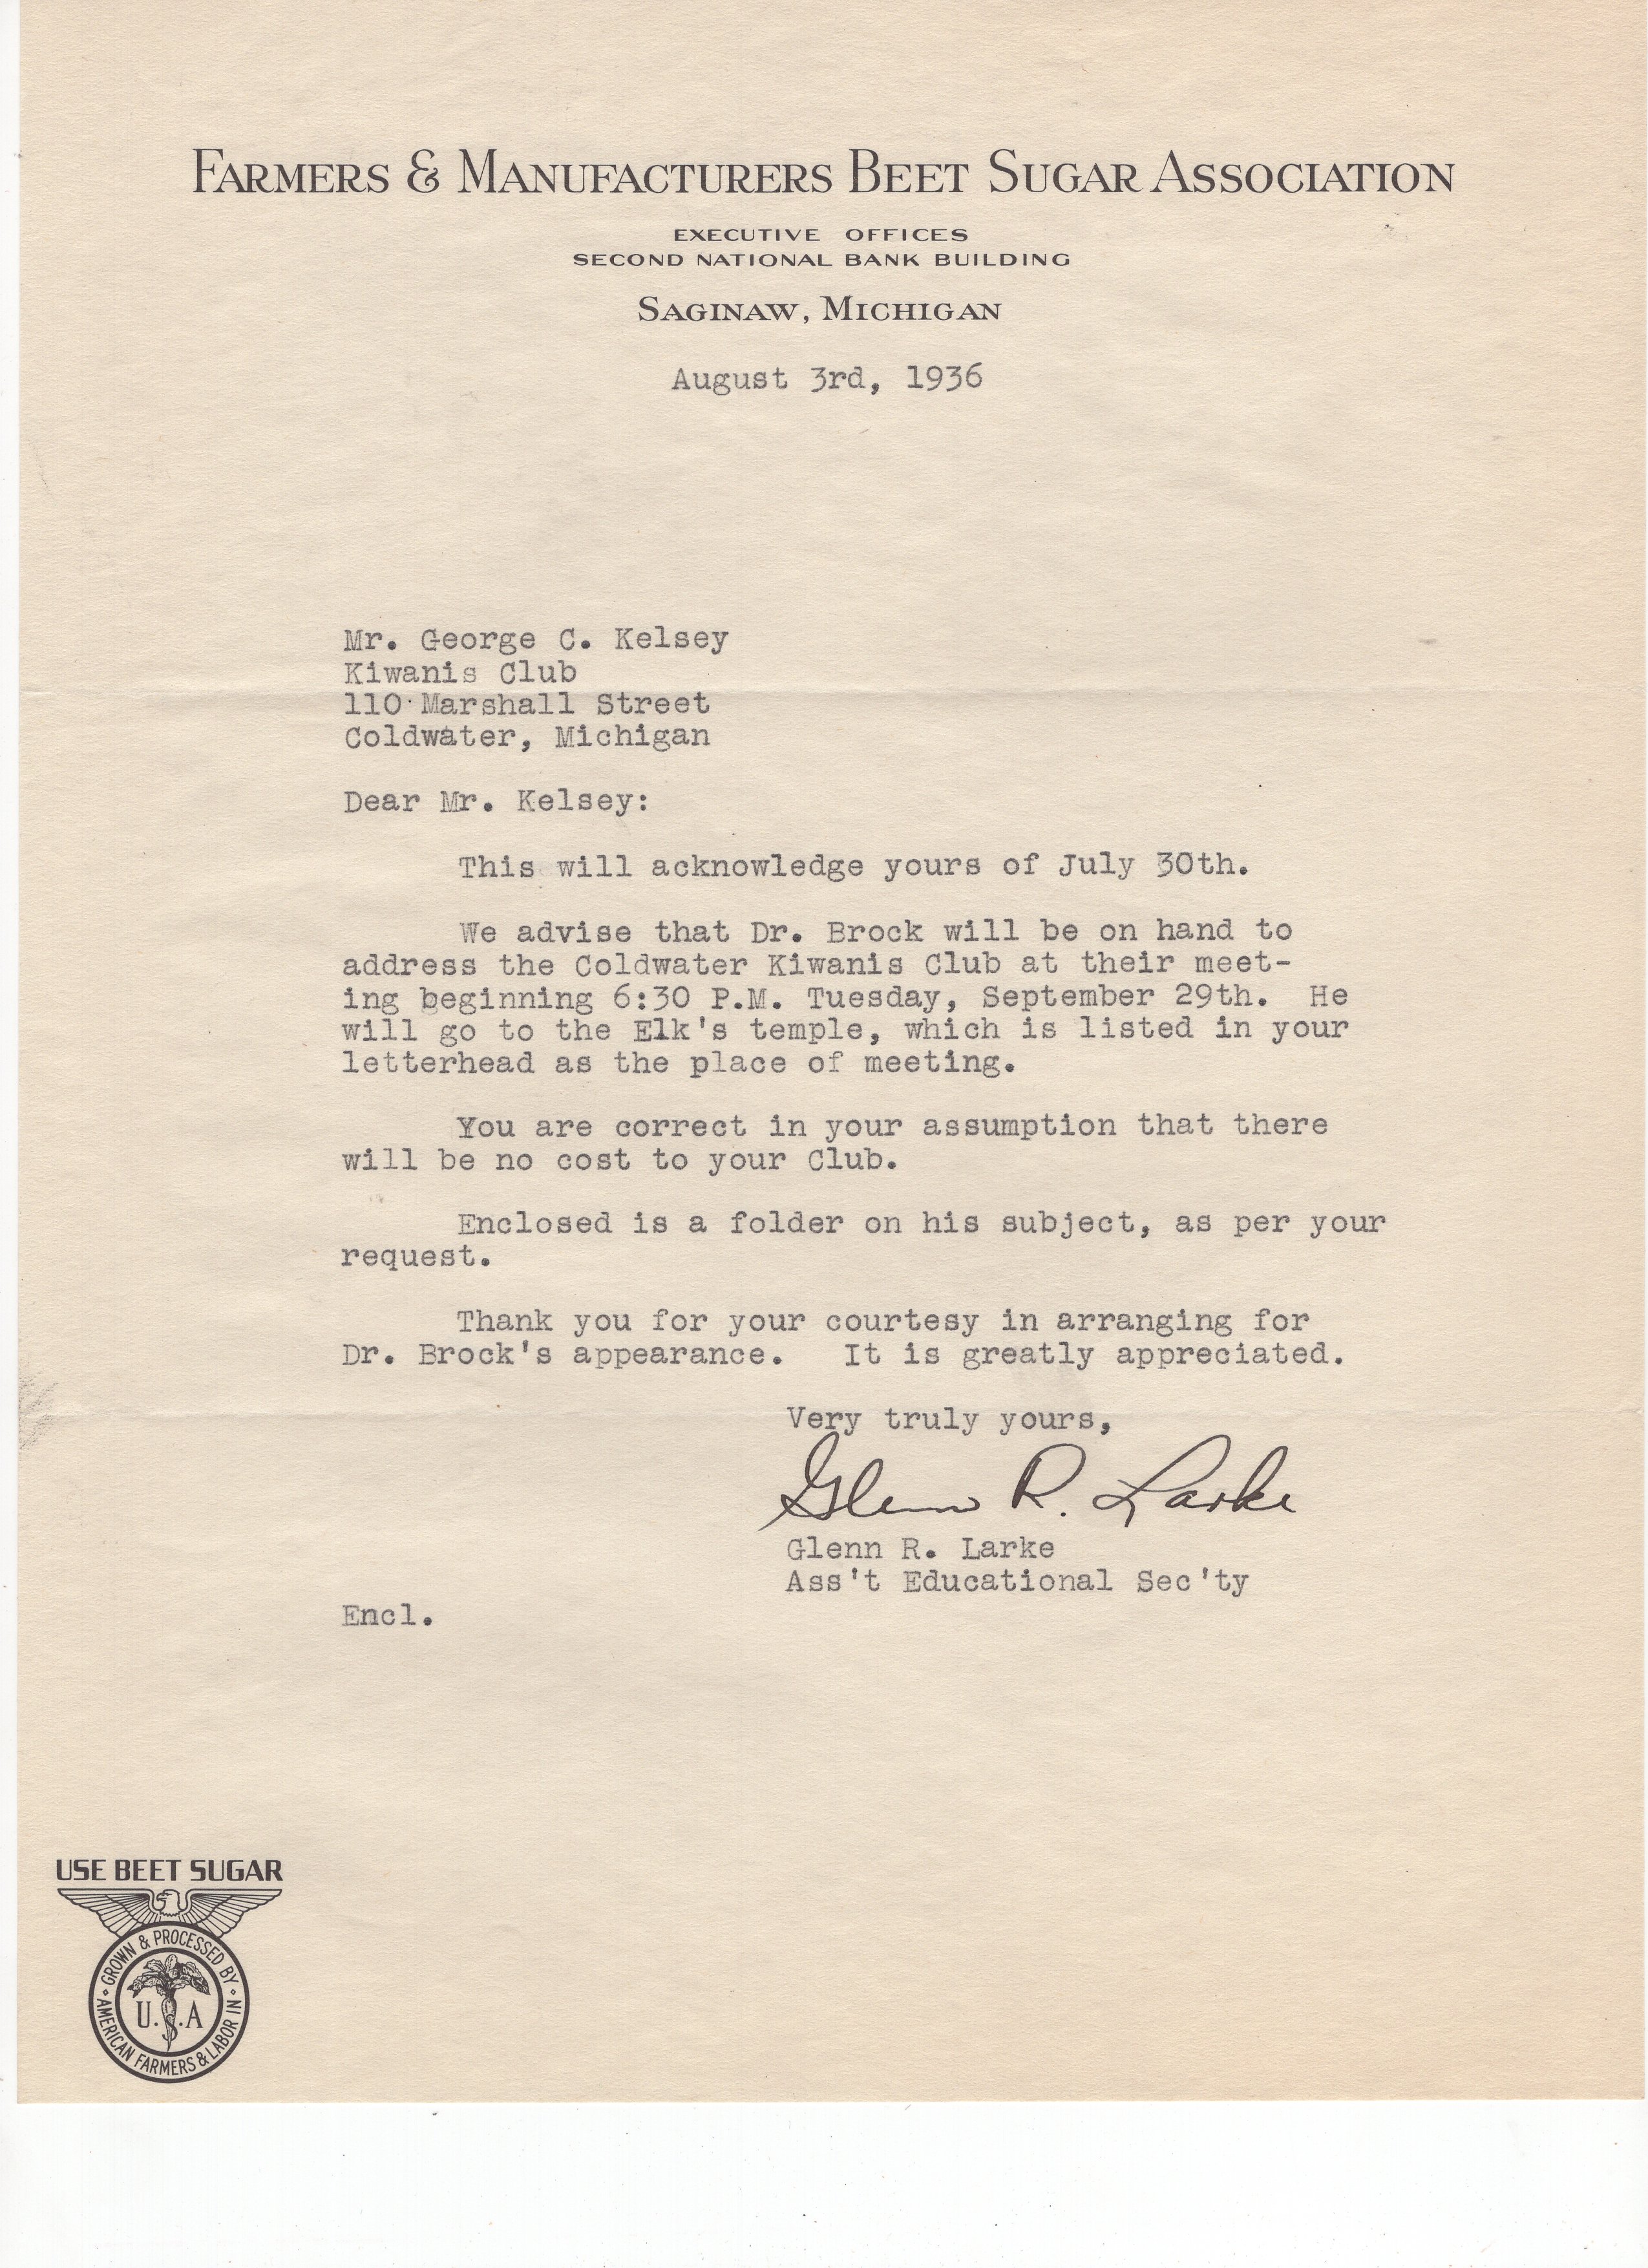 FARMERS & MANUFACTURERS BEET SUGAR ASSOCIATION
EXECUTIVE OFFICES
SECOND NATIONAL BANK BUILDING
SAGINAW, MICHIGAN
August 3rd, 1936
Mr. George C. Kelsey
Kiwanis Club
110 Marshall Street
Coldwater, Michigan
Dear Mr. Kelsey:
This will acknowledge yours of July 30th.
We advise that Dr. Brock will be on hand to
address the Coldwater Kiwanis Club at their meet-
ing beginning 6:30 P.M. Tuesday, September 29th. He
will go to the Elk's temple, which is listed in your
letterhead as the place of meeting.
You are correct in your assumption that there
will be no cost to your Club.
Enclosed is a folder on his subject, as per your
request.
Thank you for your courtesy in arranging for
Dr. Brock's appearance. It is greatly appreciated.
Very truly yours,
Glenn R. Larke
Glenn R. Larke
Ass't Educational Sec'ty
Encl.
USE BEET SUGAR
GROWN & PROCESSED BY
AMERICAN FARMERS & LABOR IN
U.S.A